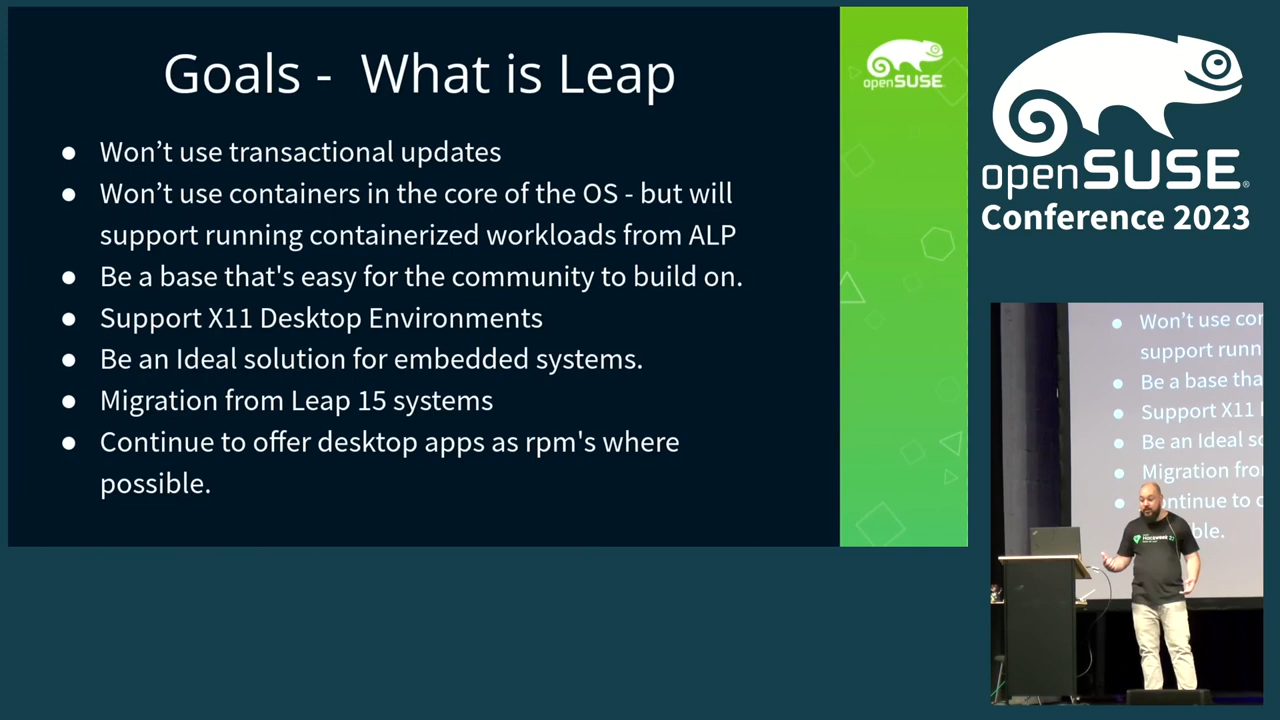 Goals - What is Leap
● Won’t use transactional updates
● Won’t use containers in the core of the OS - but will
support running containerized workloads from ALP
● Be a base that's easy for the community to build on.
● Support X11 Desktop Environments
● Be an Ideal solution for embedded systems.
● Migration from Leap 15 systems
● Continue to offer desktop apps as rpm's where
possible.
openSUSE
openSUSE®
Conference 2023
● Won’t use con
support runn
● Be a base tha
● Support X11
● Be an Ideal so
● Migration fro
ontinue to o
ble.